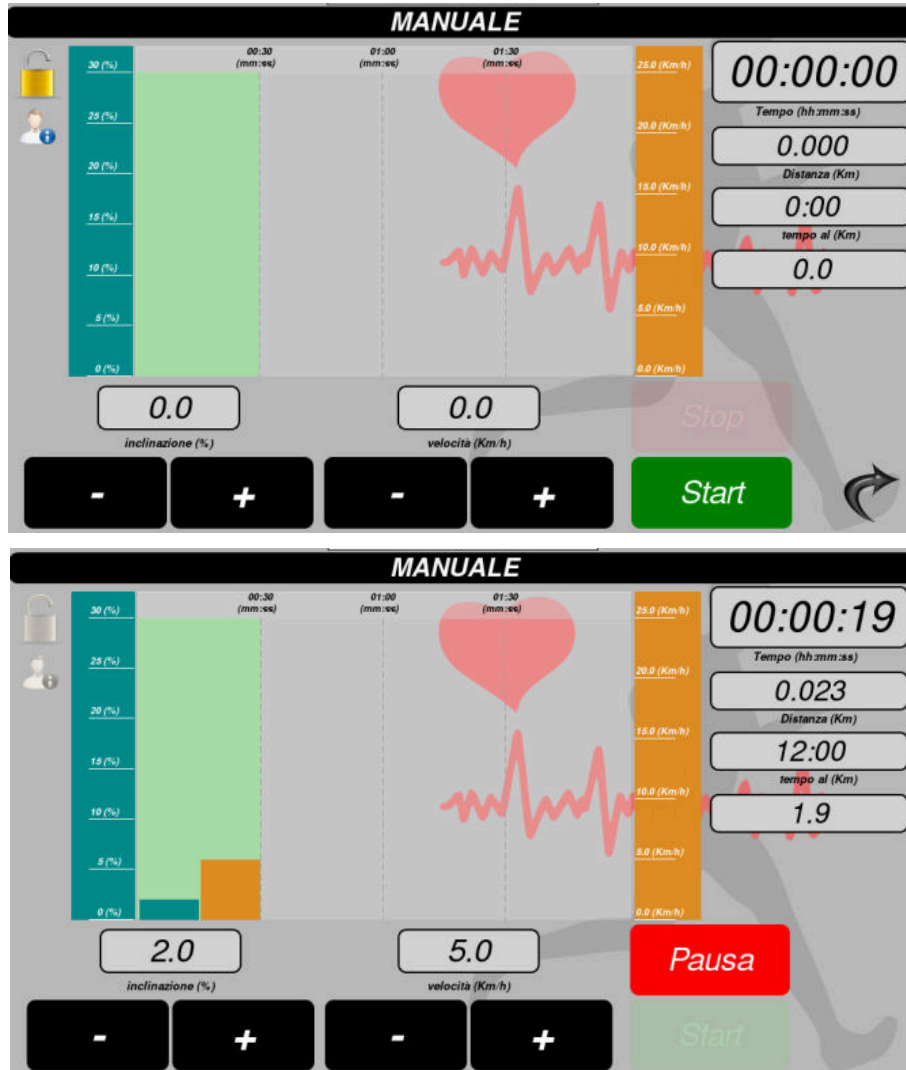 MANUALE
00:30 01:00 01:30
(mm:ss) (mm:ss) (mm:ss)
30 (%)
25 (%)
20 (%)
15 (%)
10 (%)
5 (%)
0 (%)
25.0 (Km/h)
20.0 (Km/h)
15.0 (Km/h)
10.0 (Km/h)
5.0 (Km/h)
0.0 (Km/h)
00:00:00
Tempo (hh:mm:ss)
0.000
Distanza (Km)
0:00
tempo al (Km)
0.0
0.0 0.0
inclinazione (%) velocità (Km/h)
Stop
- + - + Start
MANUALE
00:30 01:00 01:30
(mm:ss) (mm:ss) (mm:ss)
30 (%)
25 (%)
20 (%)
15 (%)
10 (%)
5 (%)
0 (%)
25.0 (Km/h)
20.0 (Km/h)
15.0 (Km/h)
10.0 (Km/h)
5.0 (Km/h)
0.0 (Km/h)
00:00:19
Tempo (hh:mm:ss)
0.023
Distanza (Km)
12:00
tempo al (Km)
1.9
2.0 5.0
inclinazione (%) velocità (Km/h)
Pausa
- + - + Start